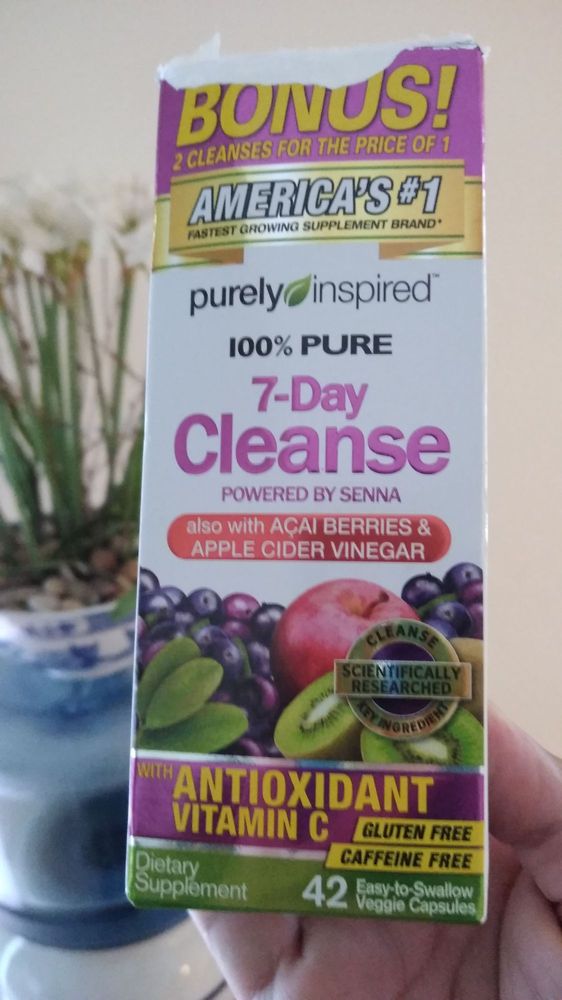 BONUS!
2 CLEANSES FOR THE PRICE OF 1
AMERICA'S #1
FASTEST GROWING SUPPLEMENT BRAND*
purely inspired™
100% PURE
7-Day
Cleanse
POWERED BY SENNA
also with AÇAI BERRIES &
APPLE CIDER VINEGAR
CLEANSE
SCIENTIFICALLY
RESEARCHED
KEY INGREDIENT
WITH ANTIOXIDANT
VITAMIN C
GLUTEN FREE
CAFFEINE FREE
Dietary
Supplement
42 Easy-to-Swallow
Veggie Capsules